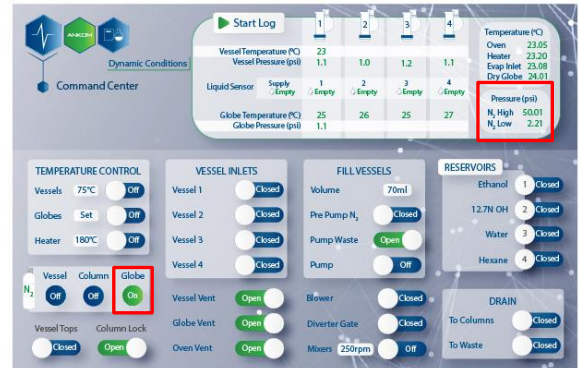 ANKOM
Start Log
1 2 3 4
Temperature (°C)
Dynamic Conditions
Vessel Temperature (°C) 23
Vessel Pressure (psi) 1.1 1.0 1.2 1.1
Oven 23.05
Heater 23.20
Evap Inlet 23.08
Dry Globe 24.01
Command Center
Liquid Sensor Supply 1 2 3 4
Empty Empty Empty Empty Empty
Pressure (psi)
N2 High 50.01
N2 Low 2.21
Globe Temperature (°C) 25 26 25 27
Globe Pressure (psi) 1.1
TEMPERATURE CONTROL
Vessels 75°C Off
Globes Set Off
Heater 180°C Off
N2
Vessel Column Globe
Off Off On
Vessel Tops Column Lock
Closed Open
VESSEL INLETS
Vessel 1 Closed
Vessel 2 Closed
Vessel 3 Closed
Vessel 4 Closed
Vessel Vent Open
Globe Vent Open
Oven Vent Open
FILL VESSELS
Volume 70ml
Pre Pump N2 Closed
Pump Waste Open
Pump Off
Blower Closed
Diverter Gate Closed
Mixers 250rpm Off
RESERVOIRS
Ethanol 1 Closed
12.7N OH 2 Closed
Water 3 Closed
Hexane 4 Closed
DRAIN
To Columns Closed
To Waste Closed